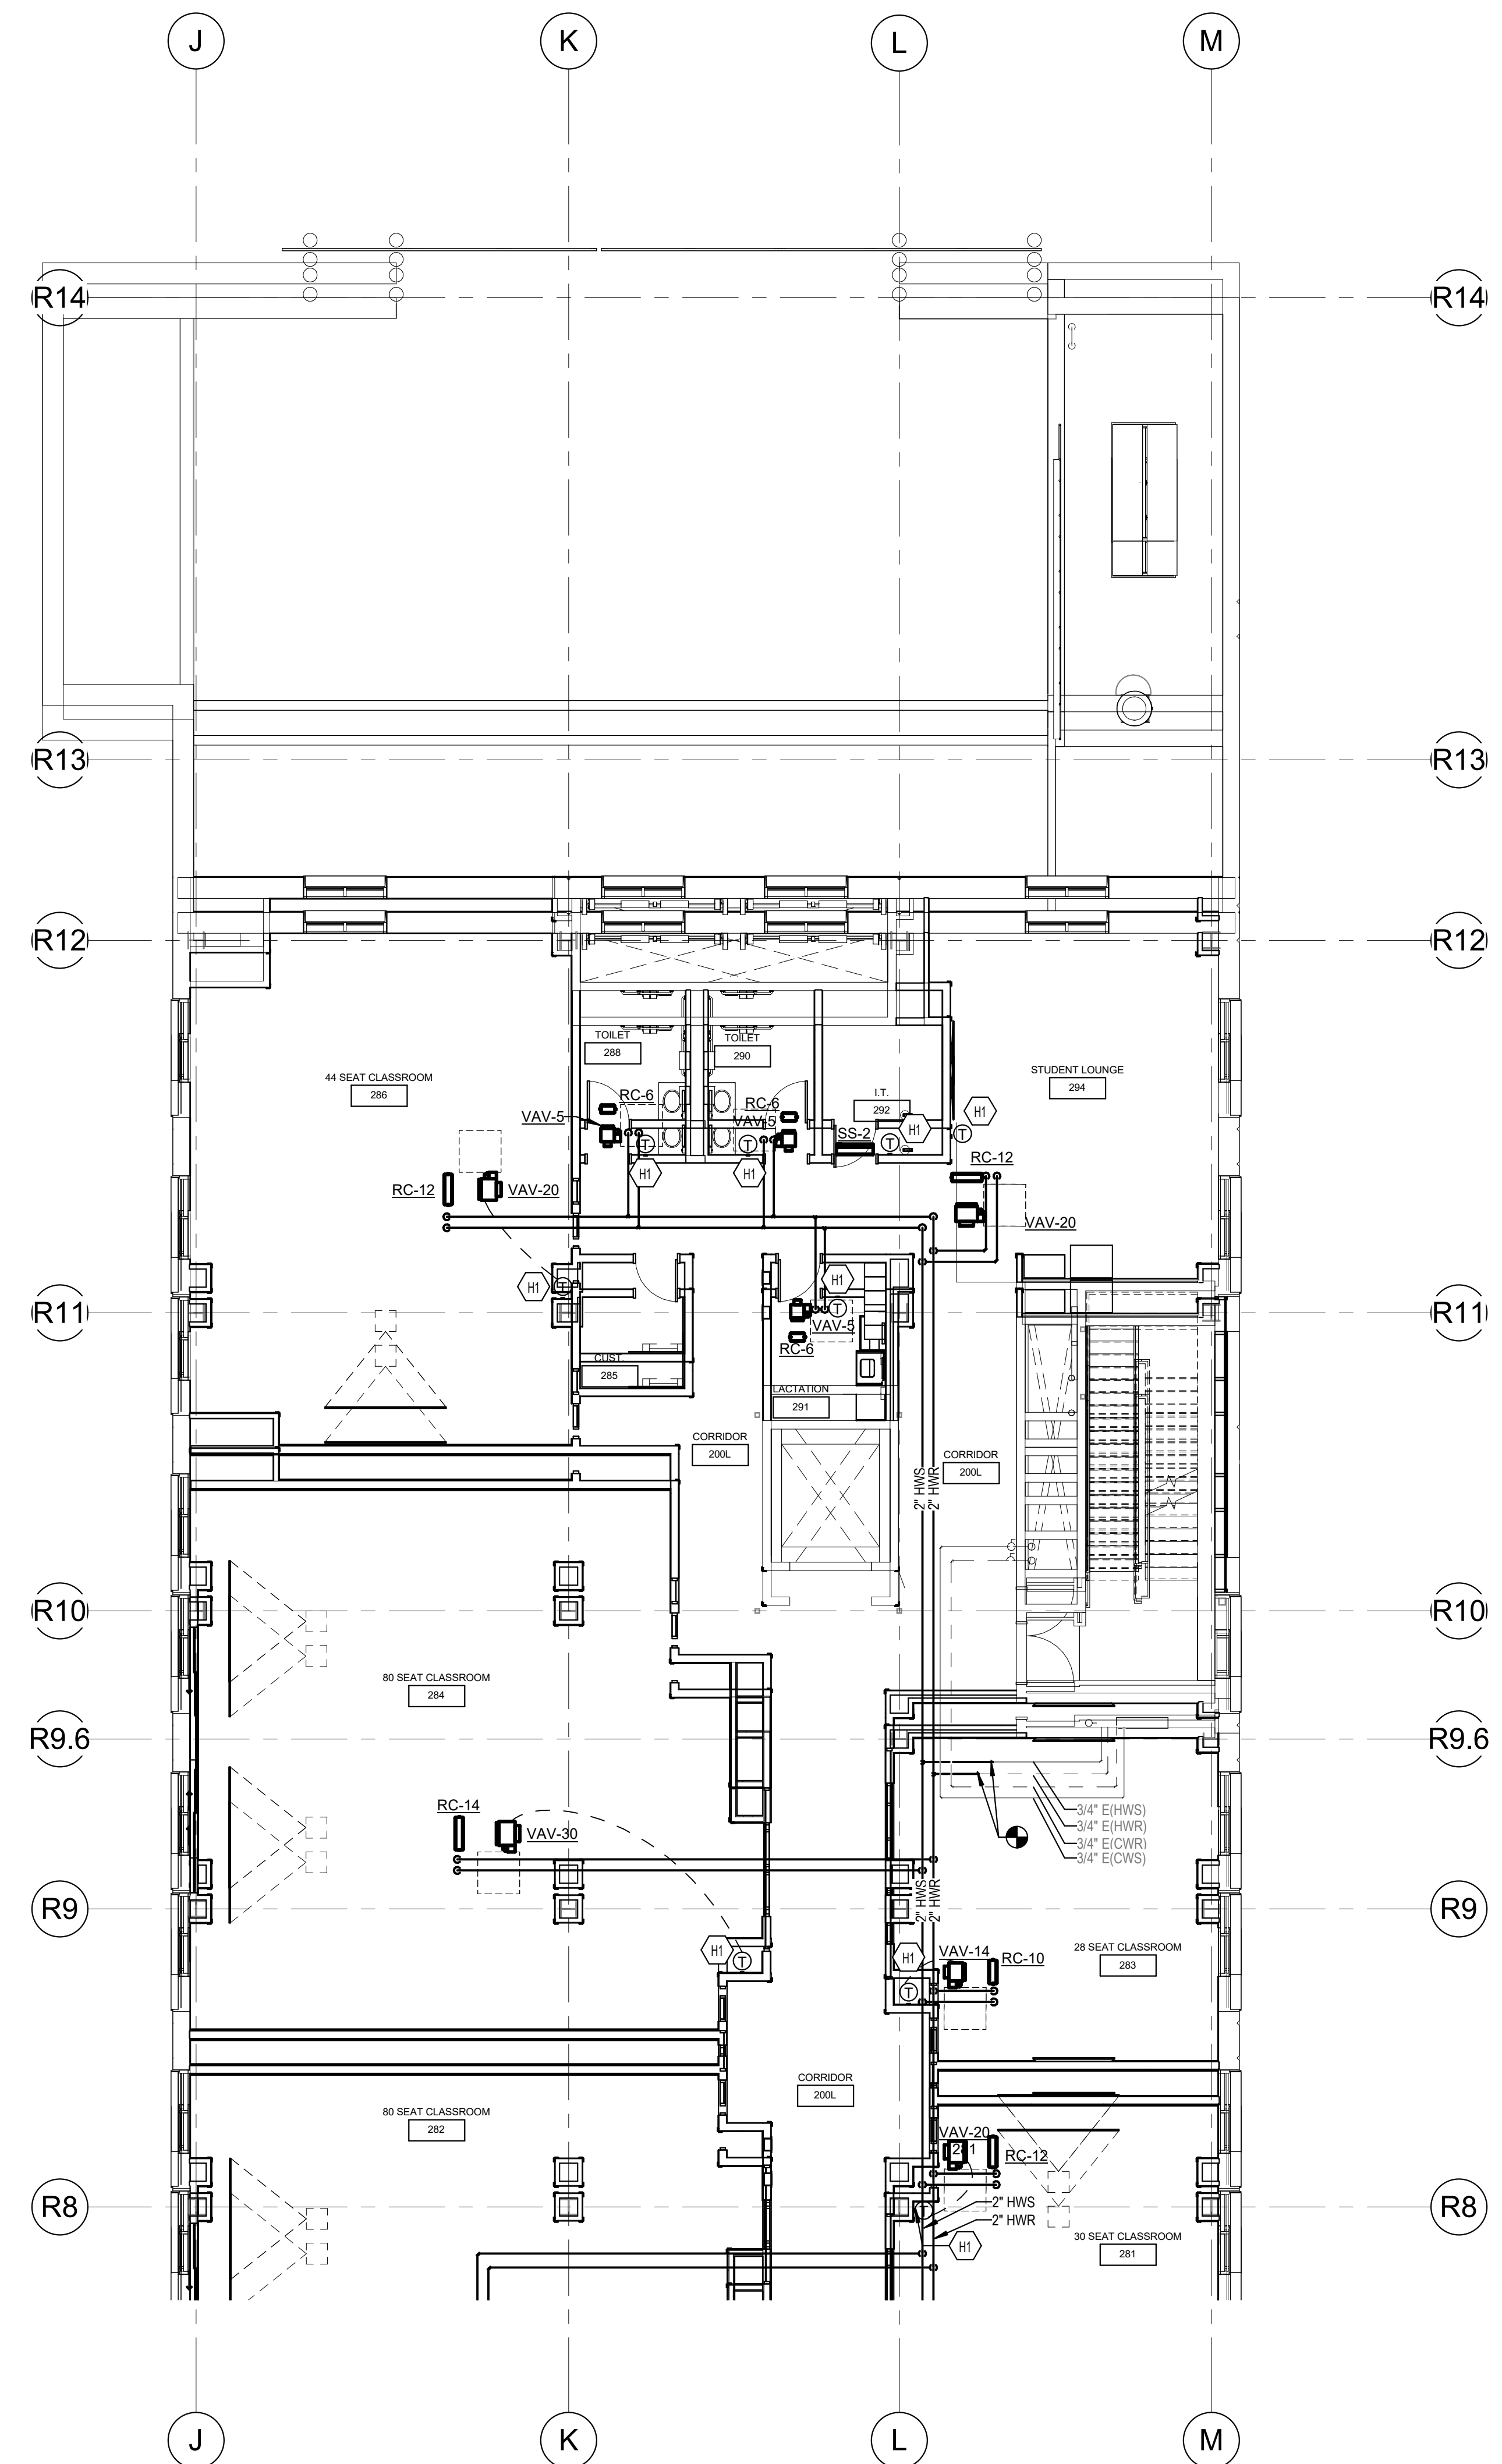 J
K
L
M
R14
R14
R13
R13
R12
R12
TOILET
288
TOILET
290
44 SEAT CLASSROOM
286
STUDENT LOUNGE
294
I.T.
292
RC-6
RC-6
VAV-5
VAV-5
SS-2
H1
H1
T
T
T
T
H1
H1
RC-12
RC-12
VAV-20
VAV-20
H1
T
H1
T
R11
R11
VAV-5
RC-6
CUST.
285
LACTATION
291
CORRIDOR
200L
CORRIDOR
200L
2" HWS
2" HWR
R10
R10
80 SEAT CLASSROOM
284
R9.6
R9.6
RC-14
VAV-30
3/4" E(HWS)
3/4" E(HWR)
3/4" E(CWR)
3/4" E(CWS)
2" HWS
2" HWR
R9
R9
H1
T
H1
T
VAV-14
RC-10
28 SEAT CLASSROOM
283
CORRIDOR
200L
80 SEAT CLASSROOM
282
VAV-20
281
RC-12
R8
R8
2" HWS
2" HWR
T
H1
30 SEAT CLASSROOM
281
J
K
L
M